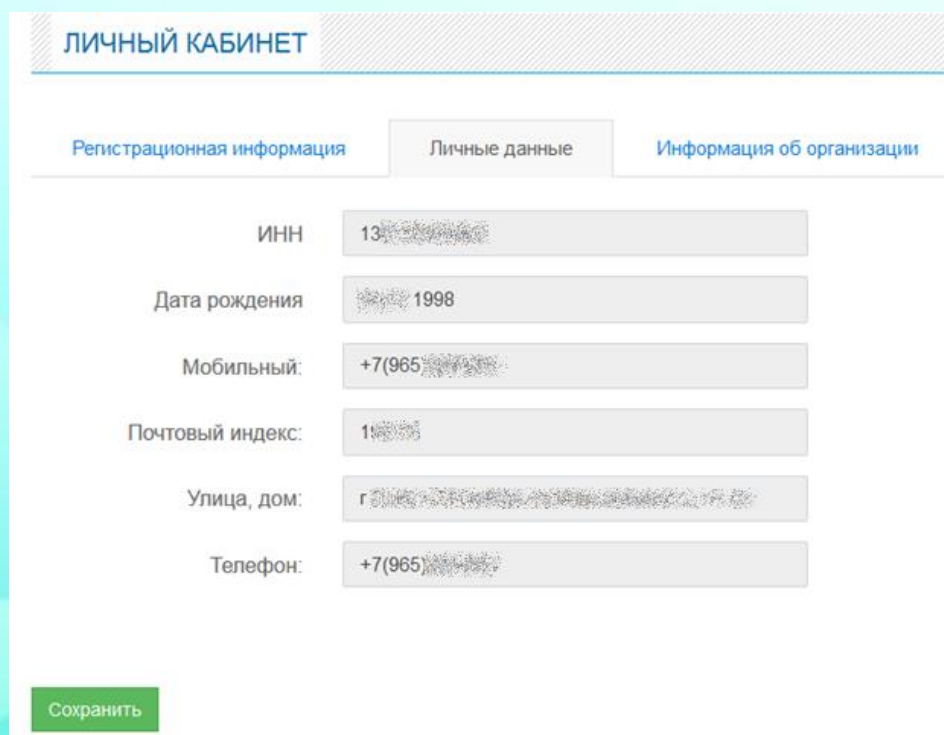 ЛИЧНЫЙ КАБИНЕТ
Регистрационная информация Личные данные Информация об организации
ИНН 13
Дата рождения 1998
Мобильный: +7(965)
Почтовый индекс: 19
Улица, дом: г
Телефон: +7(965)
Сохранить